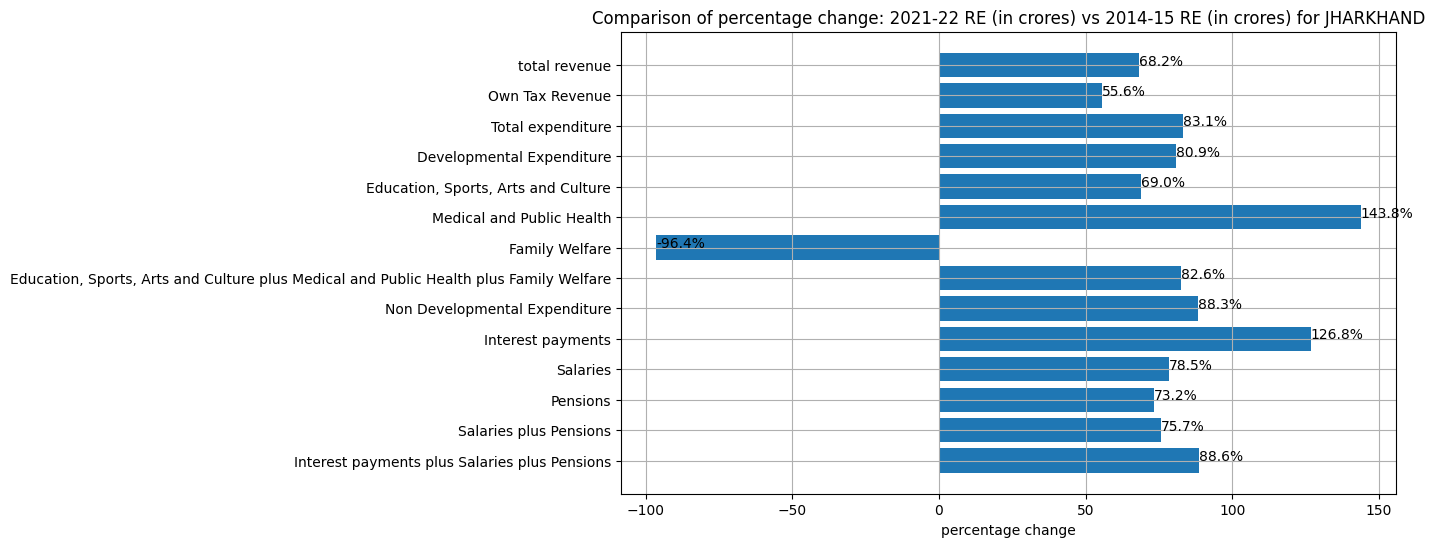 Comparison of percentage change: 2021-22 RE (in crores) vs 2014-15 RE (in crores) for JHARKHAND
total revenue 68.2%
Own Tax Revenue 55.6%
Total expenditure 83.1%
Developmental Expenditure 80.9%
Education, Sports, Arts and Culture 69.0%
Medical and Public Health 143.8%
Family Welfare -96.4%
Education, Sports, Arts and Culture plus Medical and Public Health plus Family Welfare 82.6%
Non Developmental Expenditure 88.3%
Interest payments 126.8%
Salaries 78.5%
Pensions 73.2%
Salaries plus Pensions 75.7%
Interest payments plus Salaries plus Pensions 88.6%
−100 −50 0 50 100 150
percentage change